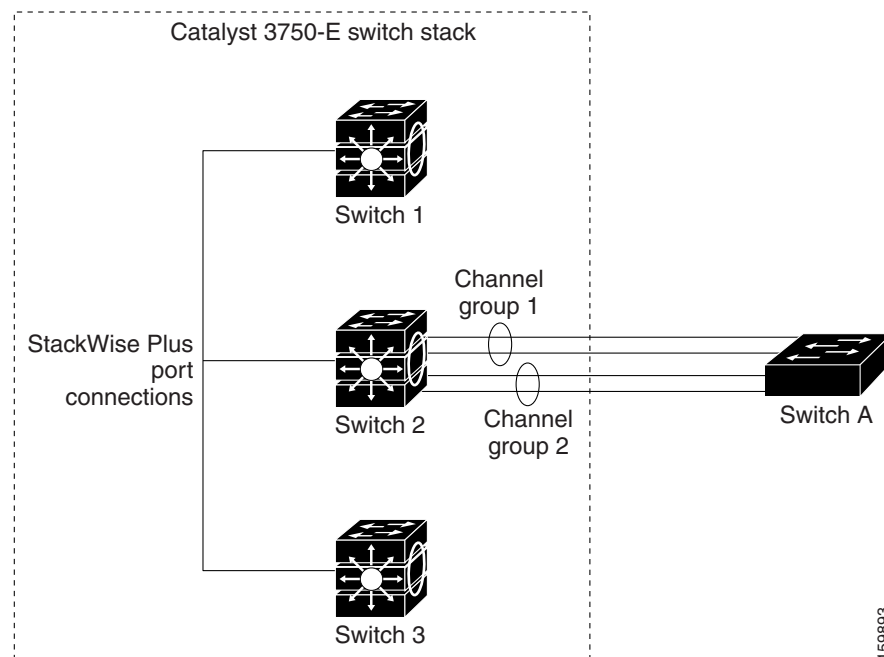 Catalyst 3750-E switch stack
Switch 1
Channel
group 1
StackWise Plus
port
connections
Switch 2
Channel
group 2
Switch A
Switch 3
159893